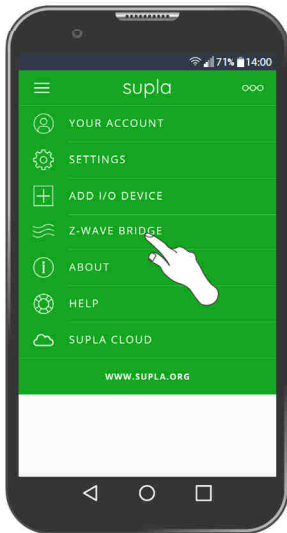 71% 14:00
supla
YOUR ACCOUNT
SETTINGS
ADD I/O DEVICE
Z-WAVE BRIDGE
ABOUT
HELP
SUPLA CLOUD
WWW.SUPLA.ORG